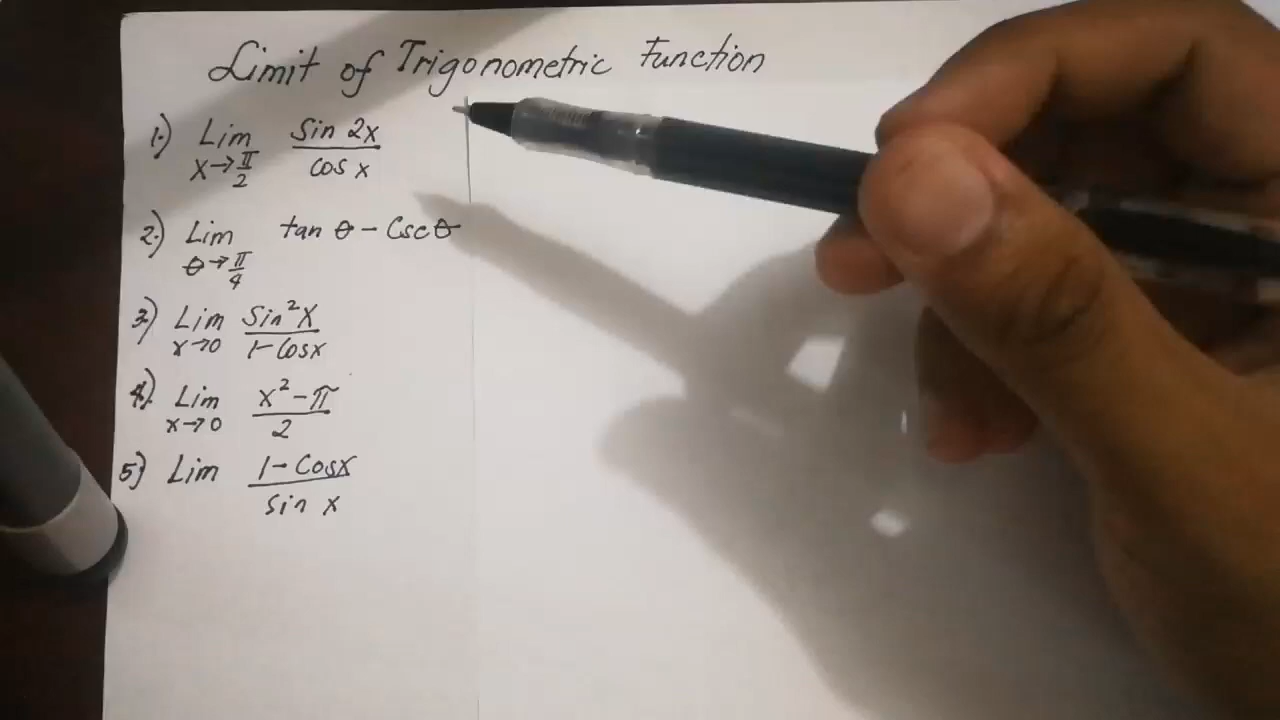 Limit of Trigonometric Function
1.) Lim x→π/2 sin 2x / cos x
2.) Lim θ→π/4 tan θ - Csc θ
3.) Lim x→0 Sin²x / 1-Cosx
4.) Lim x→0 x²-π / 2
5.) Lim 1-Cosx / sin x